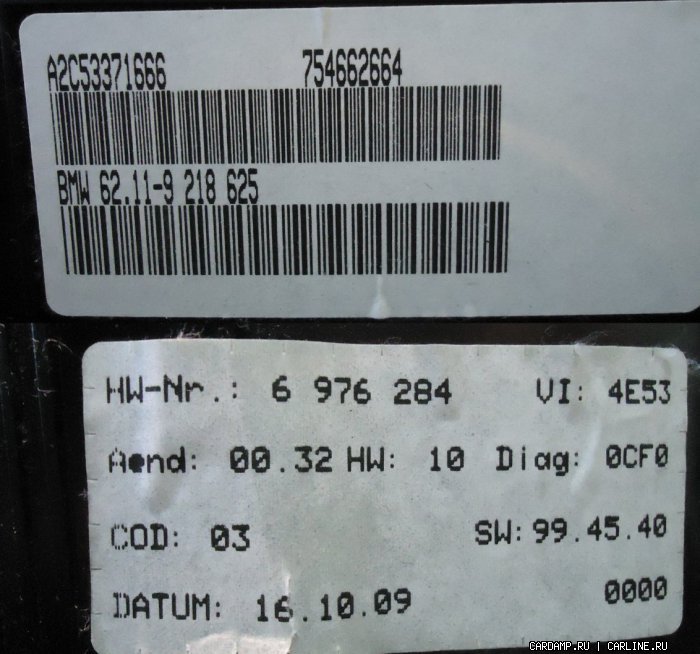 A2C53371666 754662664
BMW 62.11-9 218 625
HW-Nr.: 6 976 284 VI: 4E53
Aend: 00.32 HW: 10 Diag: 0CF0
COD: 03 SW: 99.45.40
DATUM: 16.10.09 0000
CARDAMP.RU | CARLINE.RU